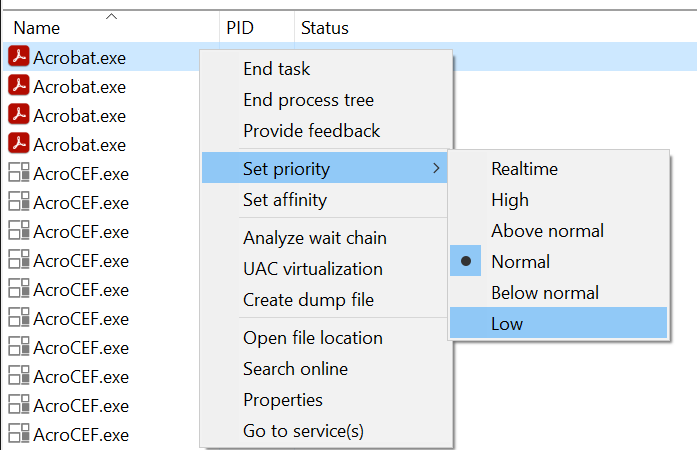 Name PID Status
Acrobat.exe
Acrobat.exe
Acrobat.exe
Acrobat.exe
AcroCEF.exe
AcroCEF.exe
AcroCEF.exe
AcroCEF.exe
AcroCEF.exe
AcroCEF.exe
AcroCEF.exe
AcroCEF.exe
AcroCEF.exe
AcroCEF.exe
End task
End process tree
Provide feedback
Set priority
Set affinity
Analyze wait chain
UAC virtualization
Create dump file
Open file location
Search online
Properties
Go to service(s)
Realtime
High
Above normal
Normal
Below normal
Low